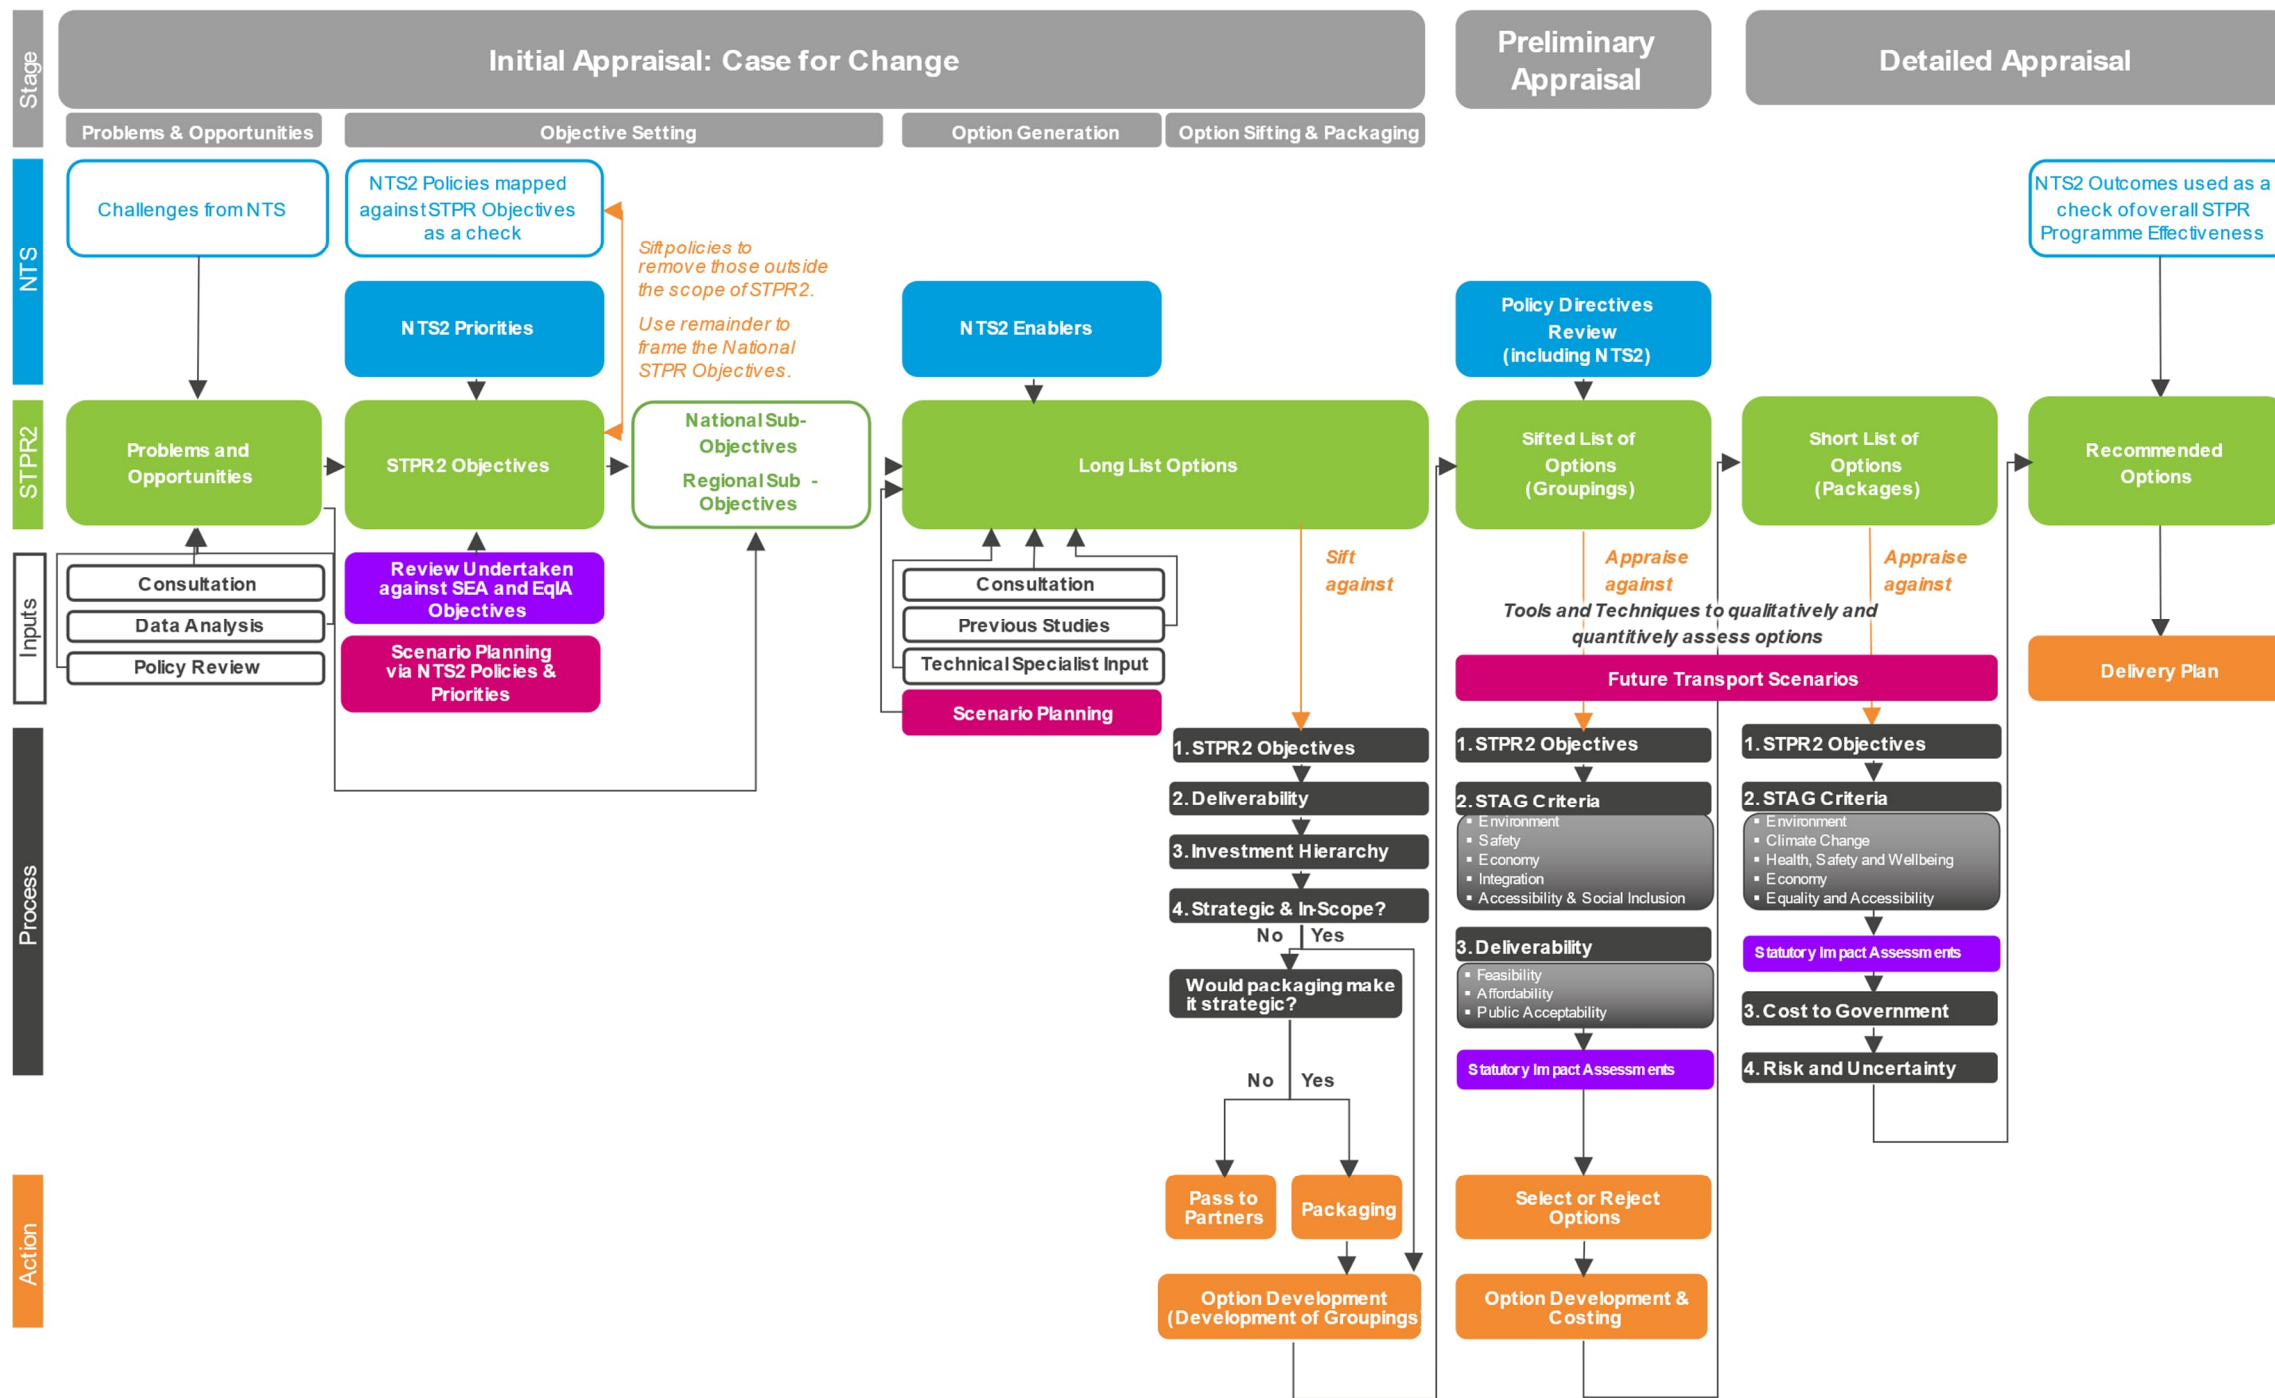 Stage
Initial Appraisal: Case for Change
Preliminary
Appraisal
Detailed Appraisal
Problems & Opportunities
Objective Setting
Option Generation
Option Sifting & Packaging
NTS
Challenges from NTS
NTS2 Policies mapped
against STPR Objectives
as a check
Sift policies to
remove those outside
the scope of STPR2.
Use remainder to
frame the National
STPR Objectives.
NTS2 Priorities
NTS2 Enablers
Policy Directives
Review
(including NTS2)
NTS2 Outcomes used as a
check of overall STPR
Programme Effectiveness
STPR2
Problems and
Opportunities
STPR2 Objectives
National Sub-
Objectives
Regional Sub -
Objectives
Long List Options
Sifted List of
Options
(Groupings)
Short List of
Options
(Packages)
Recommended
Options
Inputs
Consultation
Data Analysis
Policy Review
Review Undertaken
against SEA and EqIA
Objectives
Scenario Planning
via NTS2 Policies &
Priorities
Consultation
Previous Studies
Technical Specialist Input
Scenario Planning
Sift
against
Appraise
against
Appraise
against
Tools and Techniques to qualitatively and
quantitively assess options
Future Transport Scenarios
Delivery Plan
Process
1. STPR2 Objectives
2. Deliverability
3. Investment Hierarchy
4. Strategic & In-Scope?
No
Yes
Would packaging make
it strategic?
No
Yes
1. STPR2 Objectives
2. STAG Criteria
▪ Environment
▪ Safety
▪ Economy
▪ Integration
▪ Accessibility & Social Inclusion
3. Deliverability
▪ Feasibility
▪ Affordability
▪ Public Acceptability
Statutory Impact Assessments
1. STPR2 Objectives
2. STAG Criteria
▪ Environment
▪ Climate Change
▪ Health, Safety and Wellbeing
▪ Economy
▪ Equality and Accessibility
Statutory Impact Assessments
3. Cost to Government
4. Risk and Uncertainty
Action
Pass to
Partners
Packaging
Option Development
(Development of Groupings
Select or Reject
Options
Option Development &
Costing